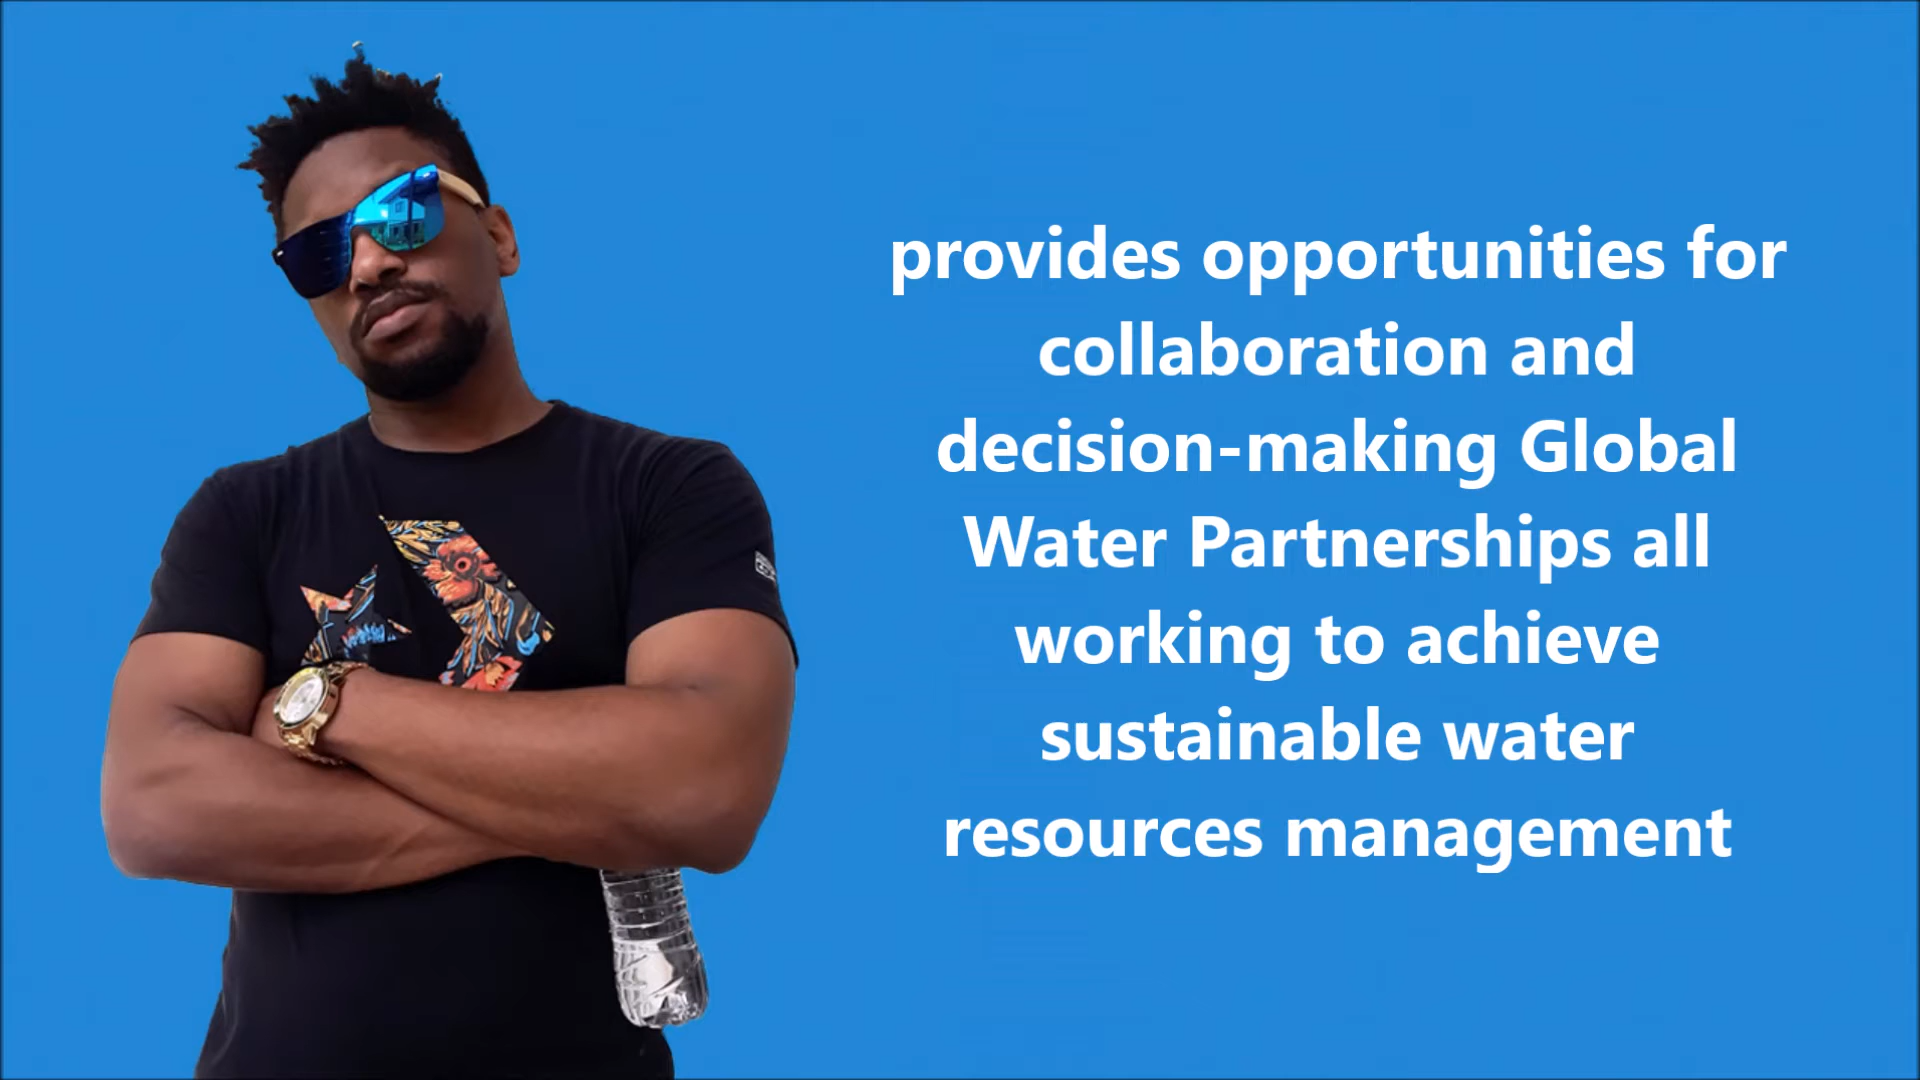 provides opportunities for
collaboration and
decision-making Global
Water Partnerships all
working to achieve
sustainable water
resources management